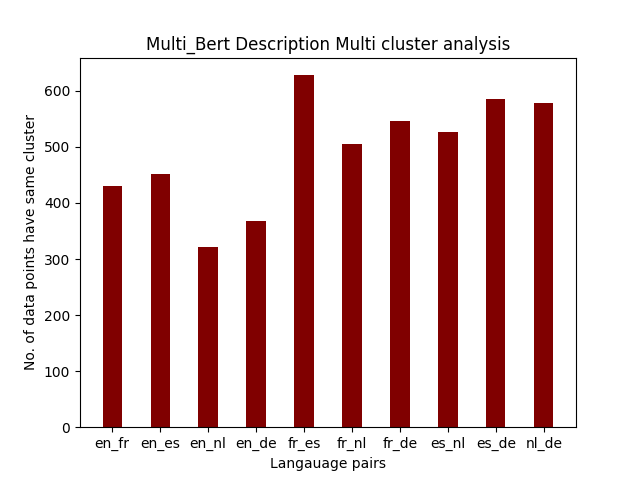 Multi_Bert Description Multi cluster analysis
No. of data points have same cluster
600
500
400
300
200
100
0
en_fr en_es en_nl en_de fr_es fr_nl fr_de es_nl es_de nl_de
Langauage pairs